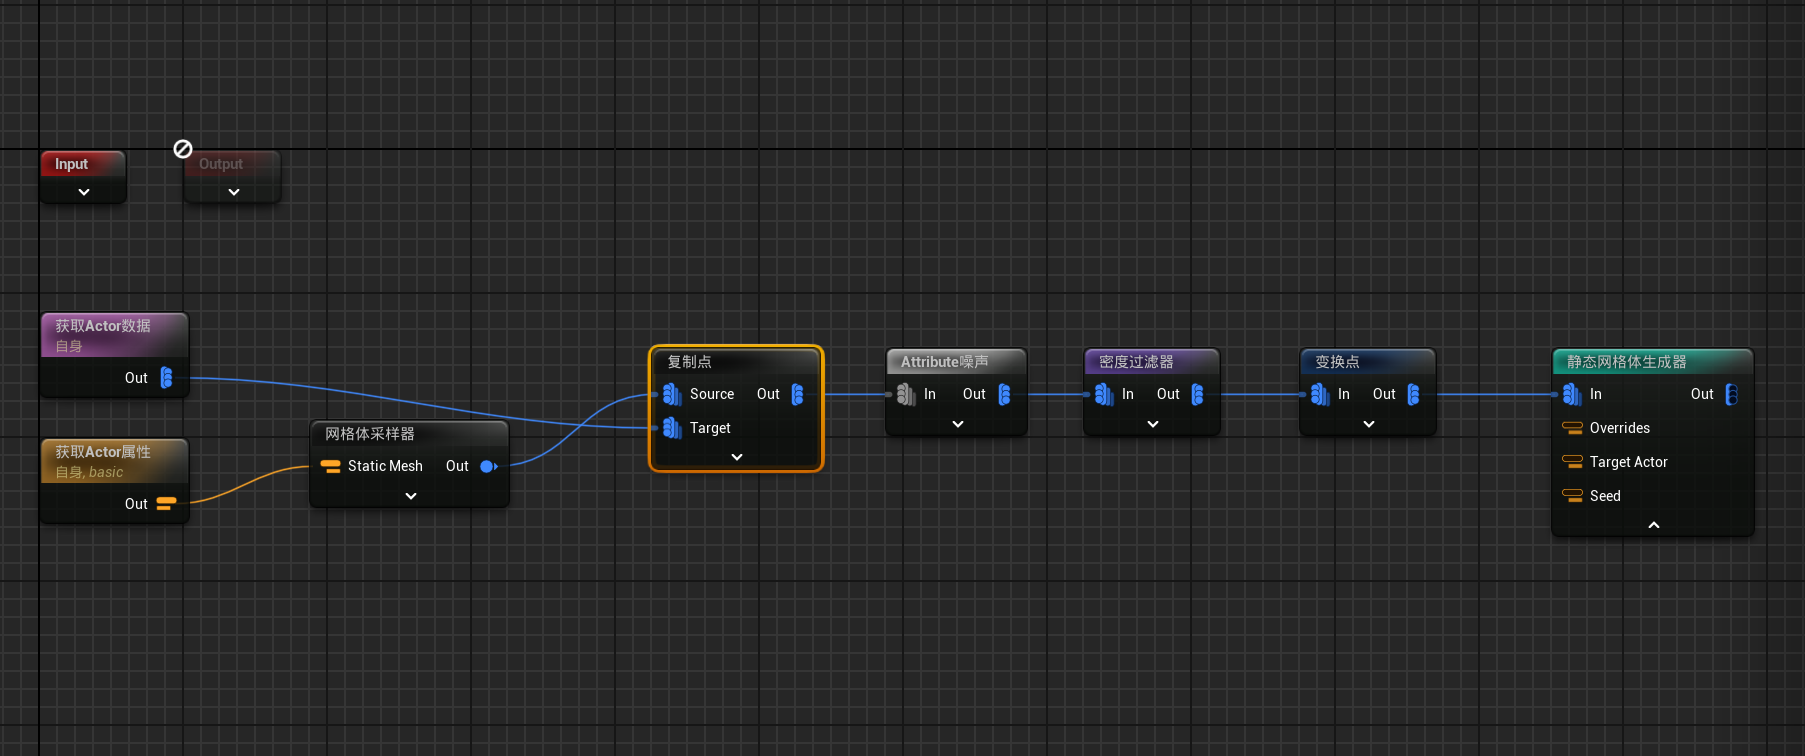 Input
Output
获取Actor数据
自身
Out
获取Actor属性
自身, basic
Out
网格体采样器
Static Mesh
Out
复制点
Source
Out
Target
Attribute噪声
In
Out
密度过滤器
In
Out
变换点
In
Out
静态网格体生成器
In
Out
Overrides
Target Actor
Seed